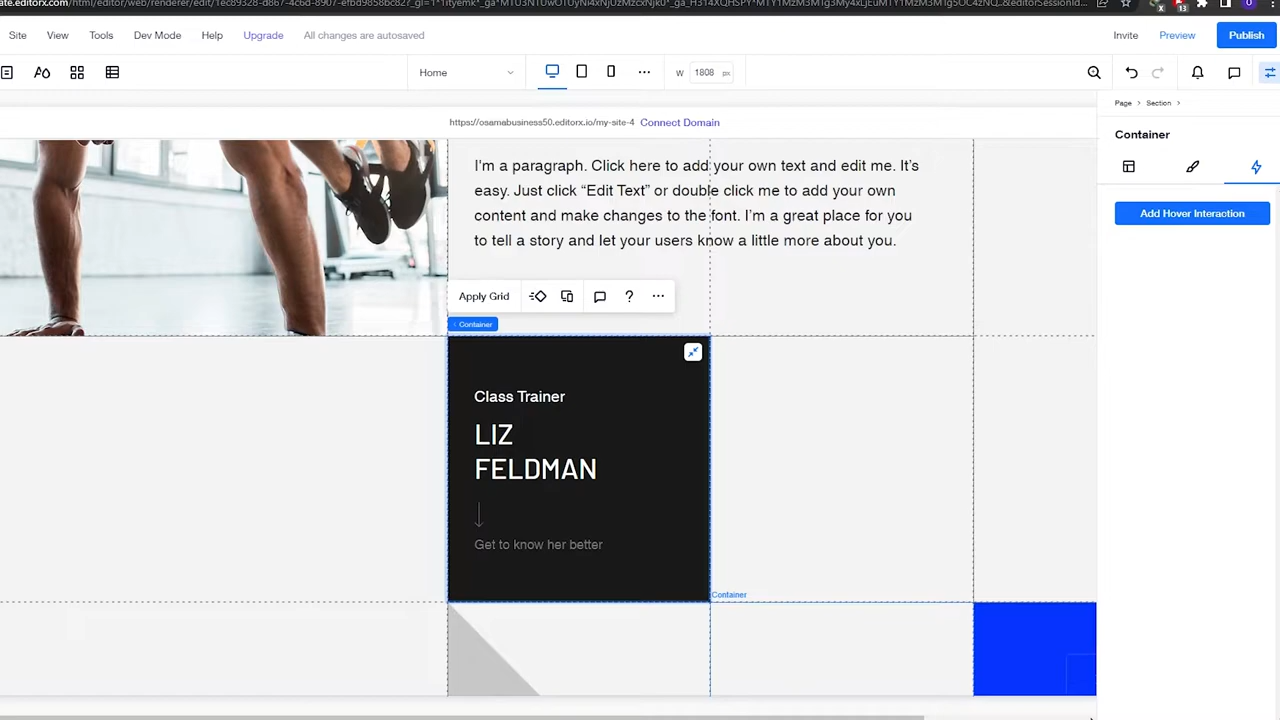 Site View Tools Dev Mode Help Upgrade All changes are autosaved Invite Preview Publish
Home W 1808 px
Page > Section >
https://osamabusiness50.editorx.io/my-site-4 Connect Domain
Container
I'm a paragraph. Click here to add your own text and edit me. It's
easy. Just click “Edit Text” or double click me to add your own
content and make changes to the font. I'm a great place for you
to tell a story and let your users know a little more about you.
Add Hover Interaction
Apply Grid ?
Container
Class Trainer
LIZ
FELDMAN
Get to know her better
Container